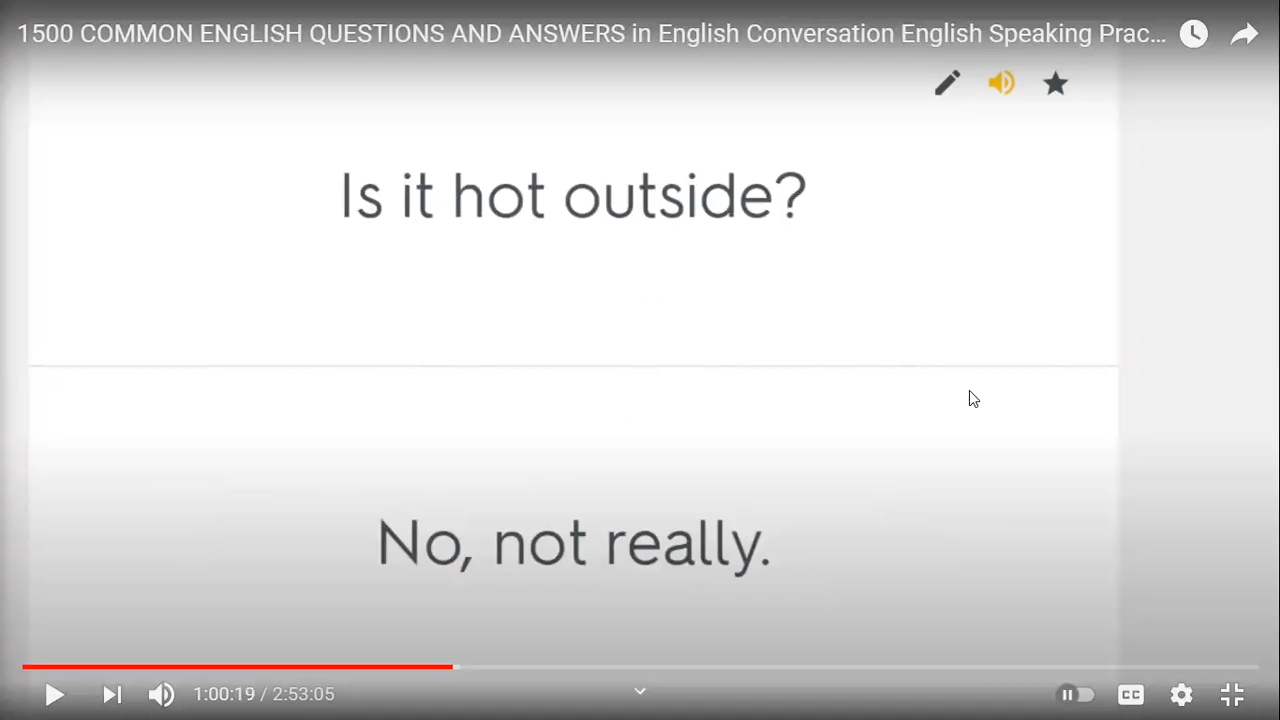 1500 COMMON ENGLISH QUESTIONS AND ANSWERS in English Conversation English Speaking Prac...
Is it hot outside?
No, not really.
1:00:19 / 2:53:05
CC